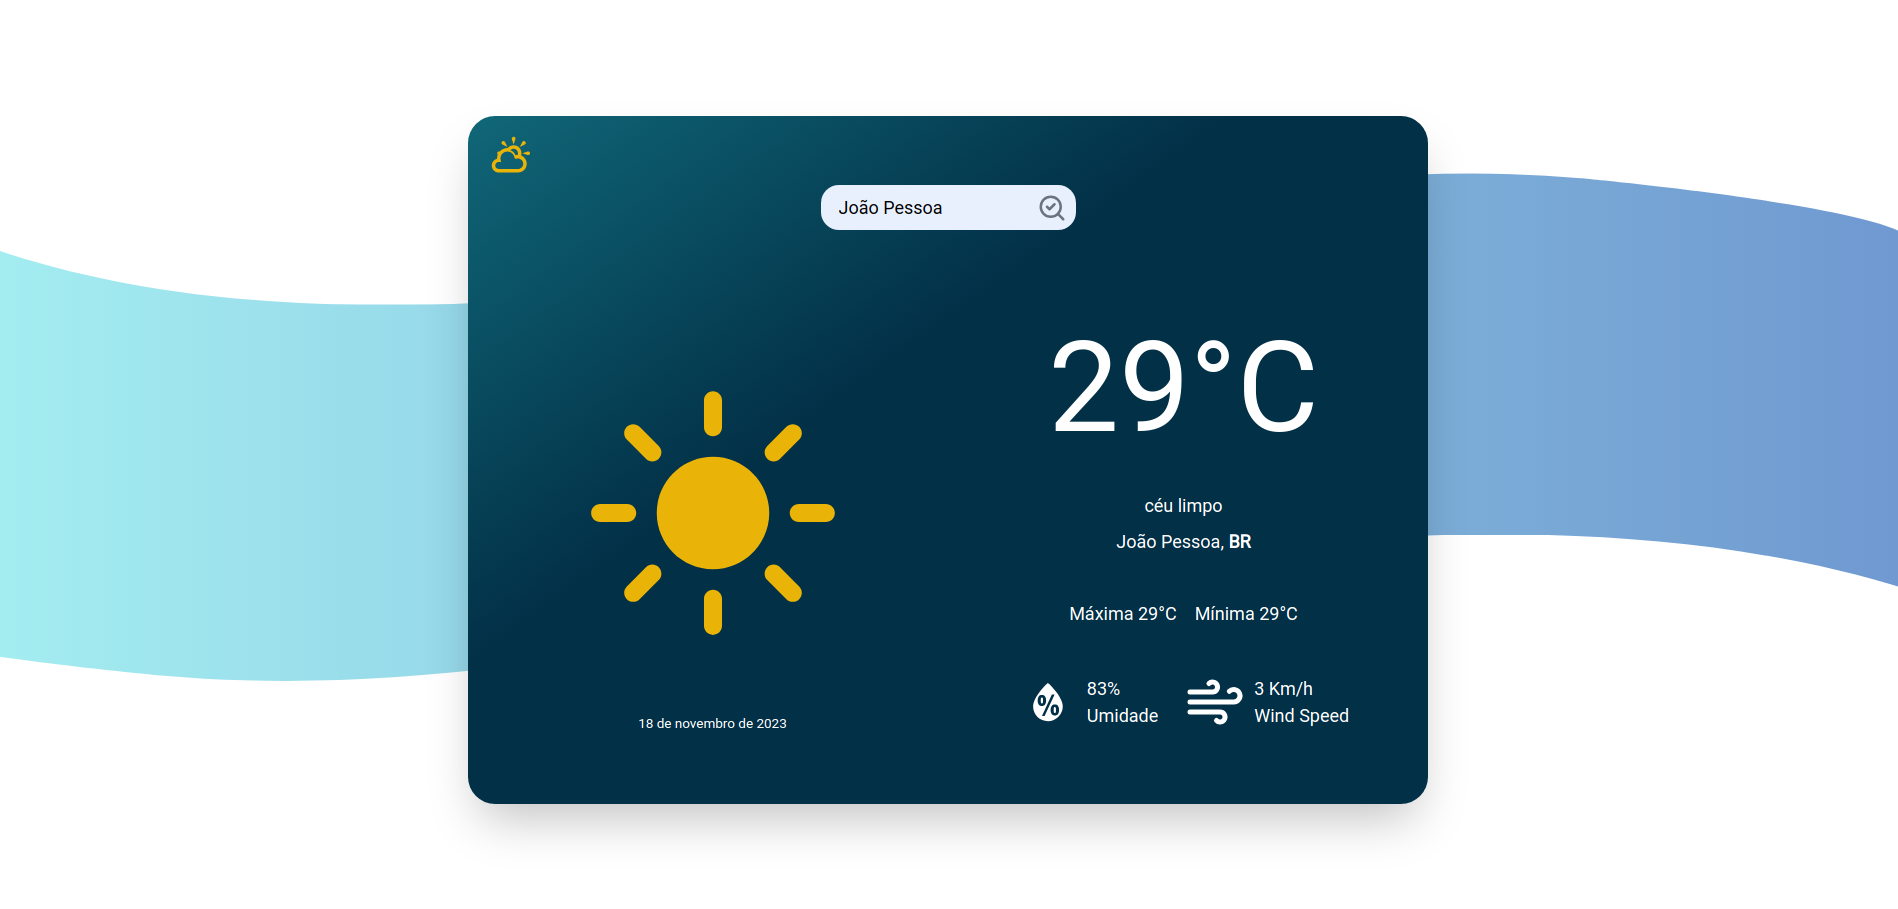 João Pessoa
29°C
céu limpo
João Pessoa, BR
Máxima 29°C Mínima 29°C
83%
Umidade
3 Km/h
Wind Speed
18 de novembro de 2023